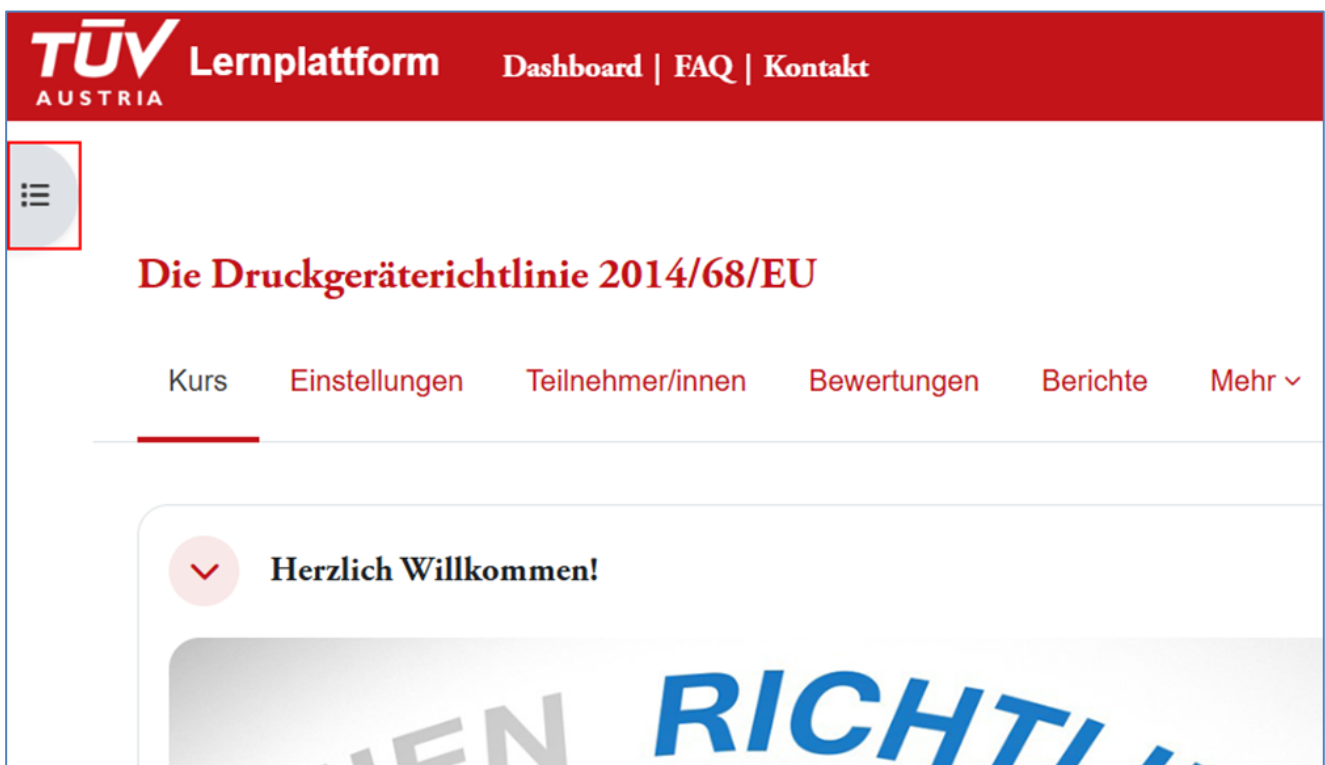 TÜV
AUSTRIA
Lernplattform
Dashboard | FAQ | Kontakt
Die Druckgeräterichtlinie 2014/68/EU
Kurs Einstellungen Teilnehmer/innen Bewertungen Berichte Mehr
Herzlich Willkommen!